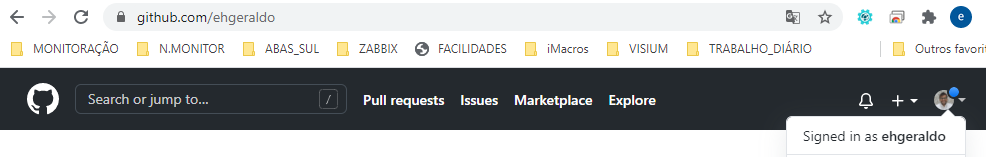 github.com/ehgeraldo
e
MONITORAÇÃO N.MONITOR ABAS_SUL ZABBIX FACILIDADES iMacros VISIUM TRABALHO_DIÁRIO Outros favorit
Search or jump to... / Pull requests Issues Marketplace Explore
Signed in as ehgeraldo